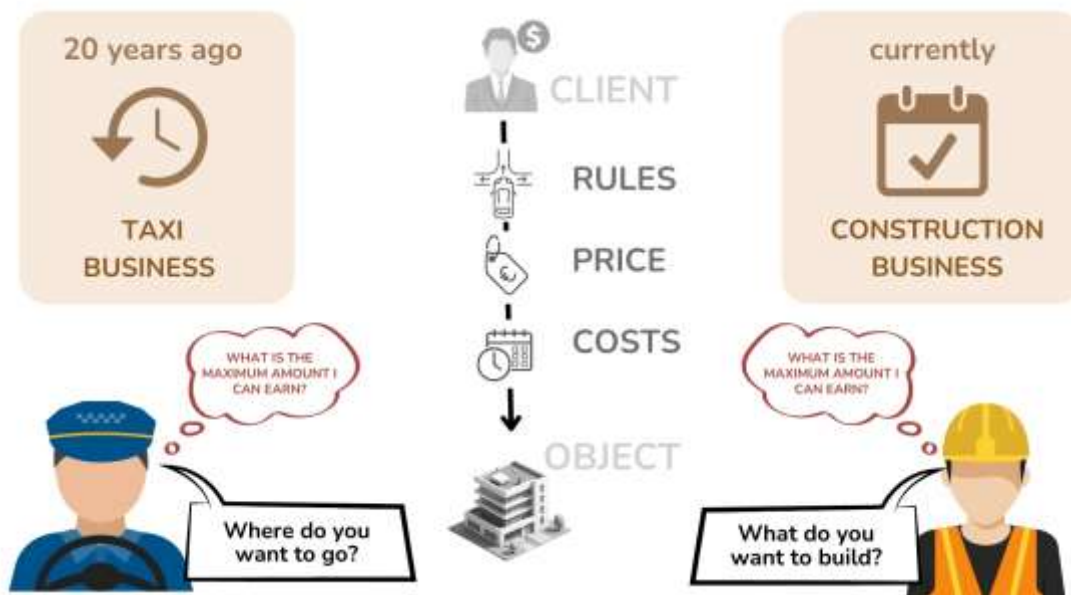 20 years ago
TAXI
BUSINESS
$
CLIENT
RULES
PRICE
COSTS
OBJECT
currently
CONSTRUCTION
BUSINESS
WHAT IS THE
MAXIMUM AMOUNT I
CAN EARN?
Where do you
want to go?
WHAT IS THE
MAXIMUM AMOUNT I
CAN EARN?
What do you
want to build?